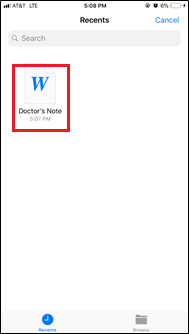 AT&T LTE 5:08 PM 6%
Recents Cancel
Search
W
Doctor's Note
5:07 PM
Recents Browse